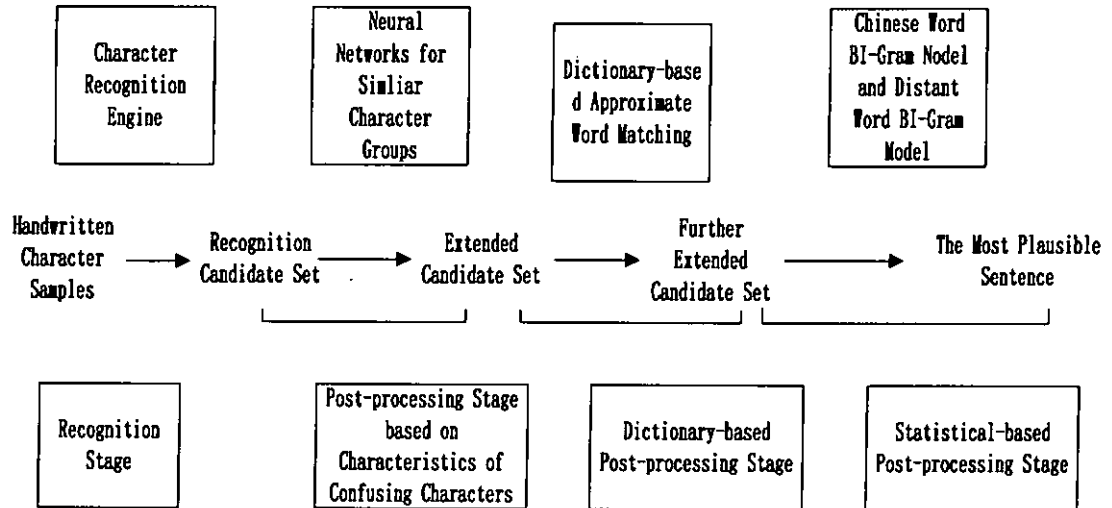 Character
Recognition
Engine
Neural
Networks for
Simliar
Character
Groups
Dictionary-base
d Approximate
Word Matching
Chinese Word
BI-Gram Model
and Distant
Word BI-Gram
Model
Handwritten
Character
Samples
Recognition
Candidate Set
Extended
Candidate Set
Further
Extended
Candidate Set
The Most Plausible
Sentence
Recognition
Stage
Post-processing Stage
based on
Characteristics of
Confusing Characters
Dictionary-based
Post-processing Stage
Statistical-based
Post-processing Stage